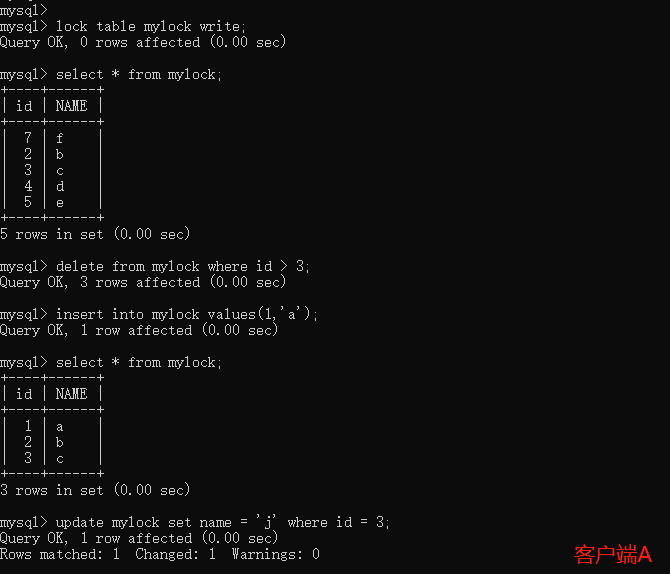 mysql>
mysql> lock table mylock write;
Query OK, 0 rows affected (0.00 sec)
mysql> select * from mylock;
+----+------+
| id | NAME |
+----+------+
|  7 | f    |
|  2 | b    |
|  3 | c    |
|  4 | d    |
|  5 | e    |
+----+------+
5 rows in set (0.00 sec)
mysql> delete from mylock where id > 3;
Query OK, 3 rows affected (0.00 sec)
mysql> insert into mylock values(1,'a');
Query OK, 1 row affected (0.00 sec)
mysql> select * from mylock;
+----+------+
| id | NAME |
+----+------+
|  1 | a    |
|  2 | b    |
|  3 | c    |
+----+------+
3 rows in set (0.00 sec)
mysql> update mylock set name = 'j' where id = 3;
Query OK, 1 row affected (0.00 sec)
Rows matched: 1  Changed: 1  Warnings: 0
客户端A